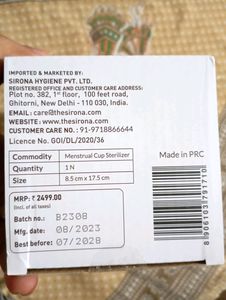 IMPORTED & MARKETED BY:
SIRONA HYGIENE PVT. LTD.
REGISTERED OFFICE AND CUSTOMER CARE ADDRESS:
Plot no. 382, 1st floor, 100 feet road,
Ghitorni, New Delhi - 110 030, India.
EMAIL: care@thesirona.com
WEBSITE: www.thesirona.com
CUSTOMER CARE NO.: 91-9718866644
Licence No. GOI/DL/2020/36
Commodity Menstrual Cup Sterilizer
Quantity 1 N
Size 8.5 cm x 17.5 cm
Made in PRC
MRP: ₹ 2499.00
(Incl. of all taxes)
Batch no.: B2308
Mfg. date: 08/2023
Best before: 07/2028
8 906103 791710